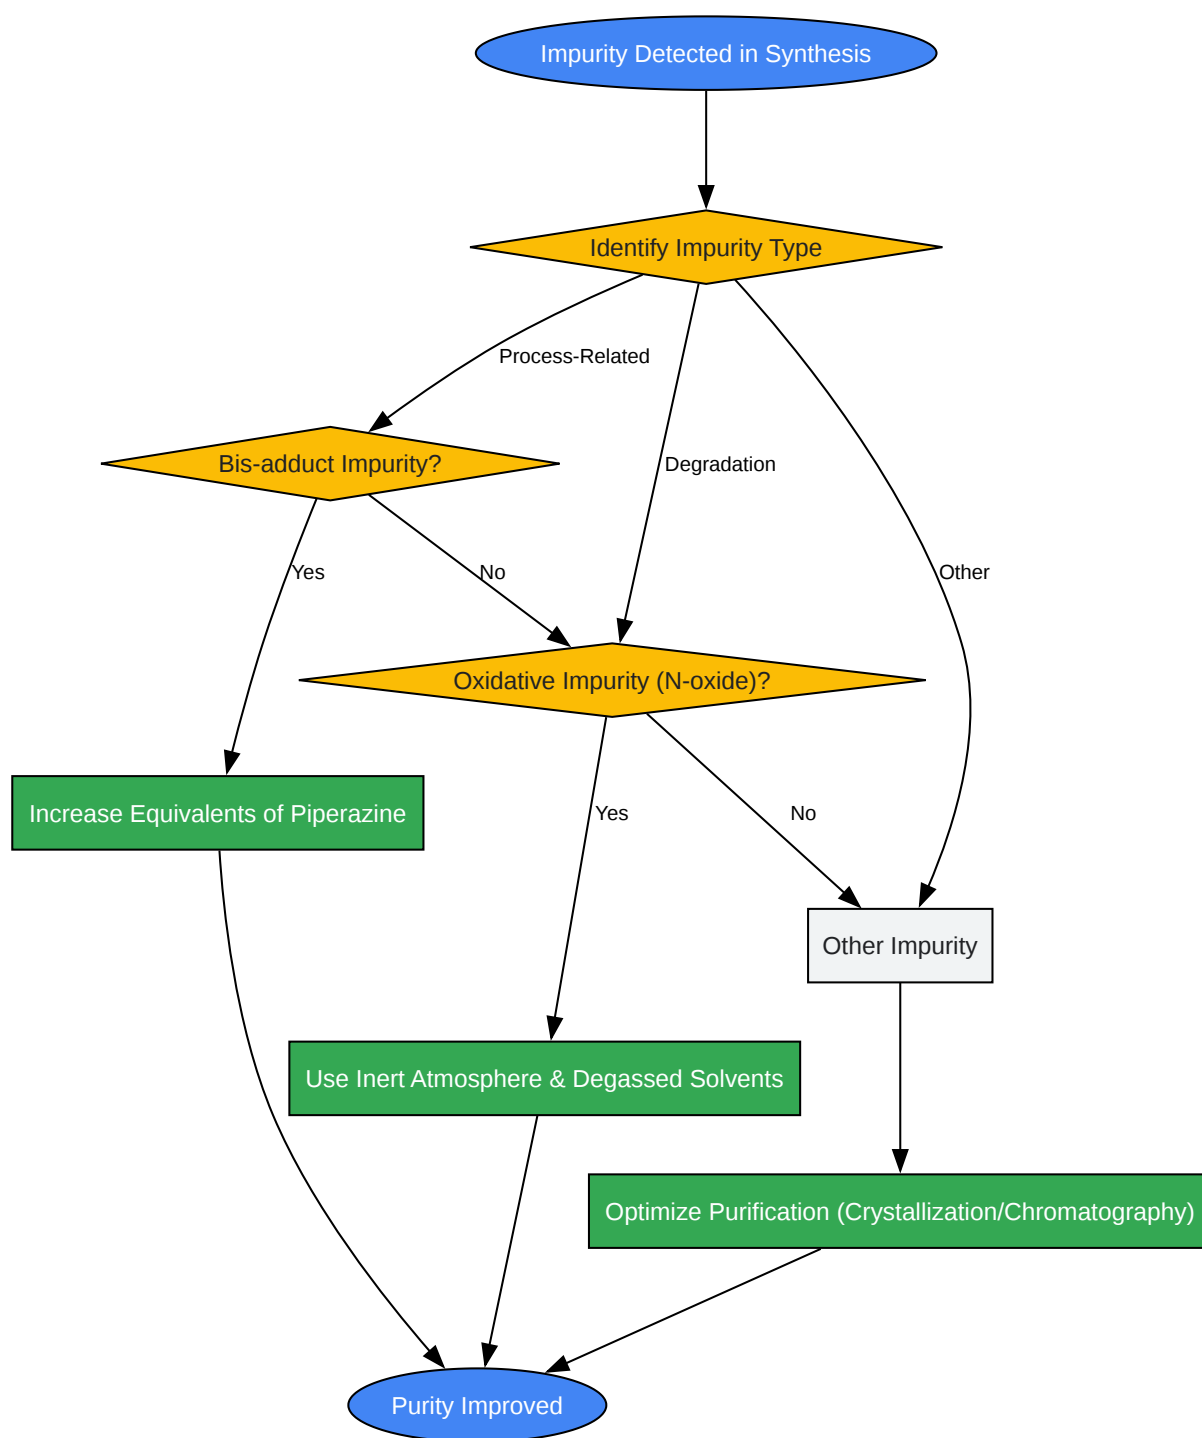 Impurity Detected in Synthesis
Identify Impurity Type
Process-Related
Bis-adduct Impurity?
Degradation
Yes
No
Other
Oxidative Impurity (N-oxide)?
Increase Equivalents of Piperazine
Yes
No
Other Impurity
Use Inert Atmosphere & Degassed Solvents
Optimize Purification (Crystallization/Chromatography)
Purity Improved